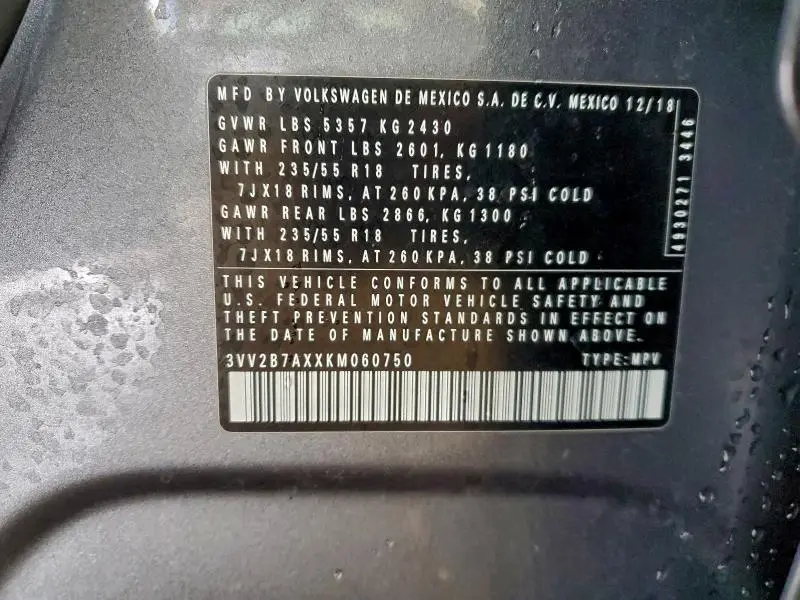 MFD BY VOLKSWAGEN DE MEXICO S.A. DE C.V. MEXICO 12/18
GVWR LBS 5357 KG 2430
GAWR FRONT LBS 2601, KG 1180
WITH 235/55 R18 TIRES,
7JX18 RIMS, AT 260 KPA, 38 PSI COLD
GAWR REAR LBS 2866, KG 1300
WITH 235/55 R18 TIRES,
7JX18 RIMS, AT 260 KPA, 38 PSI COLD
4930271 3446
THIS VEHICLE CONFORMS TO ALL APPLICABLE
U.S. FEDERAL MOTOR VEHICLE SAFETY AND
THEFT PREVENTION STANDARDS IN EFFECT ON
THE DATE OF MANUFACTURE SHOWN ABOVE.
3VV2B7AXXKM060750 TYPE:MPV